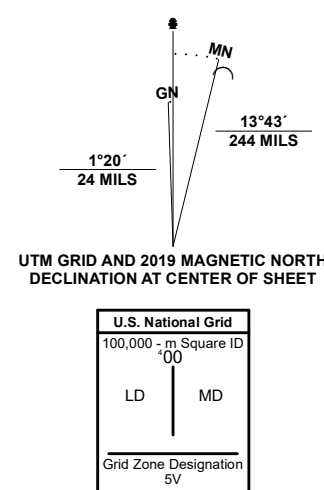 MN
GN
13°43´
244 MILS
1°20´
24 MILS
UTM GRID AND 2019 MAGNETIC NORTH
DECLINATION AT CENTER OF SHEET
U.S. National Grid
100,000 - m Square ID
⁴00
LD MD
Grid Zone Designation
5V